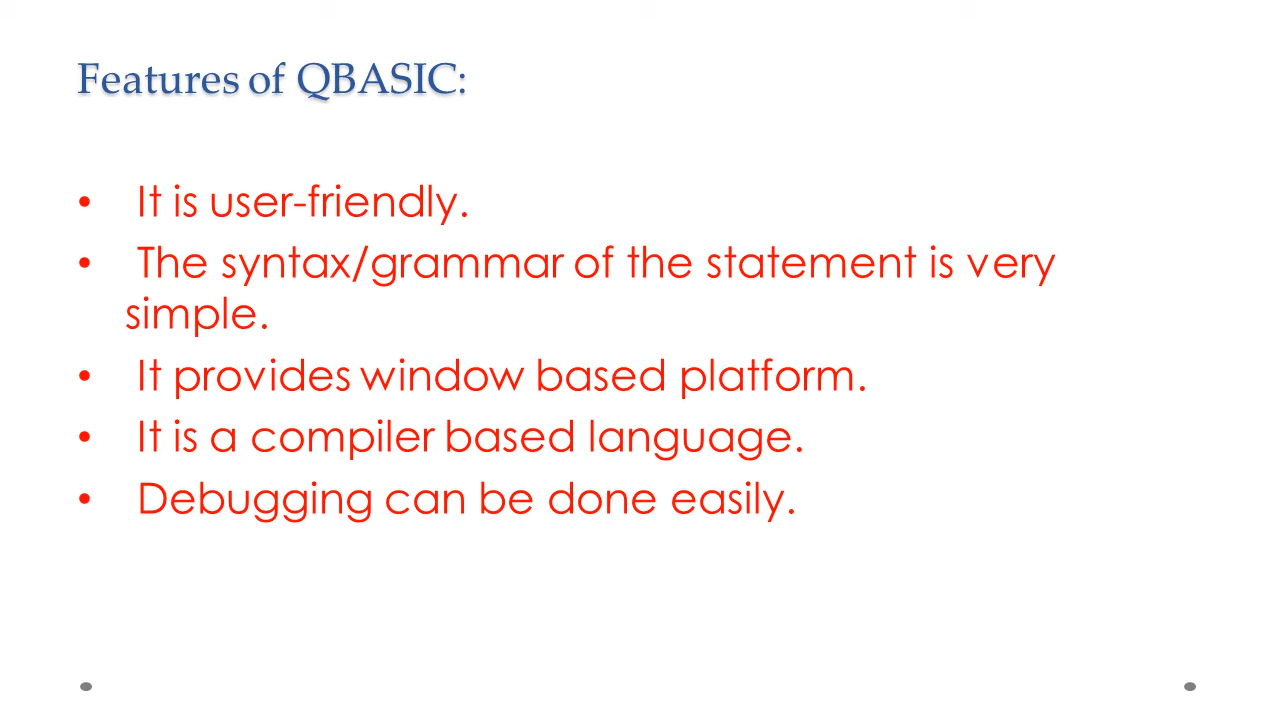 Features of QBASIC:
• It is user-friendly.
• The syntax/grammar of the statement is very
simple.
• It provides window based platform.
• It is a compiler based language.
• Debugging can be done easily.